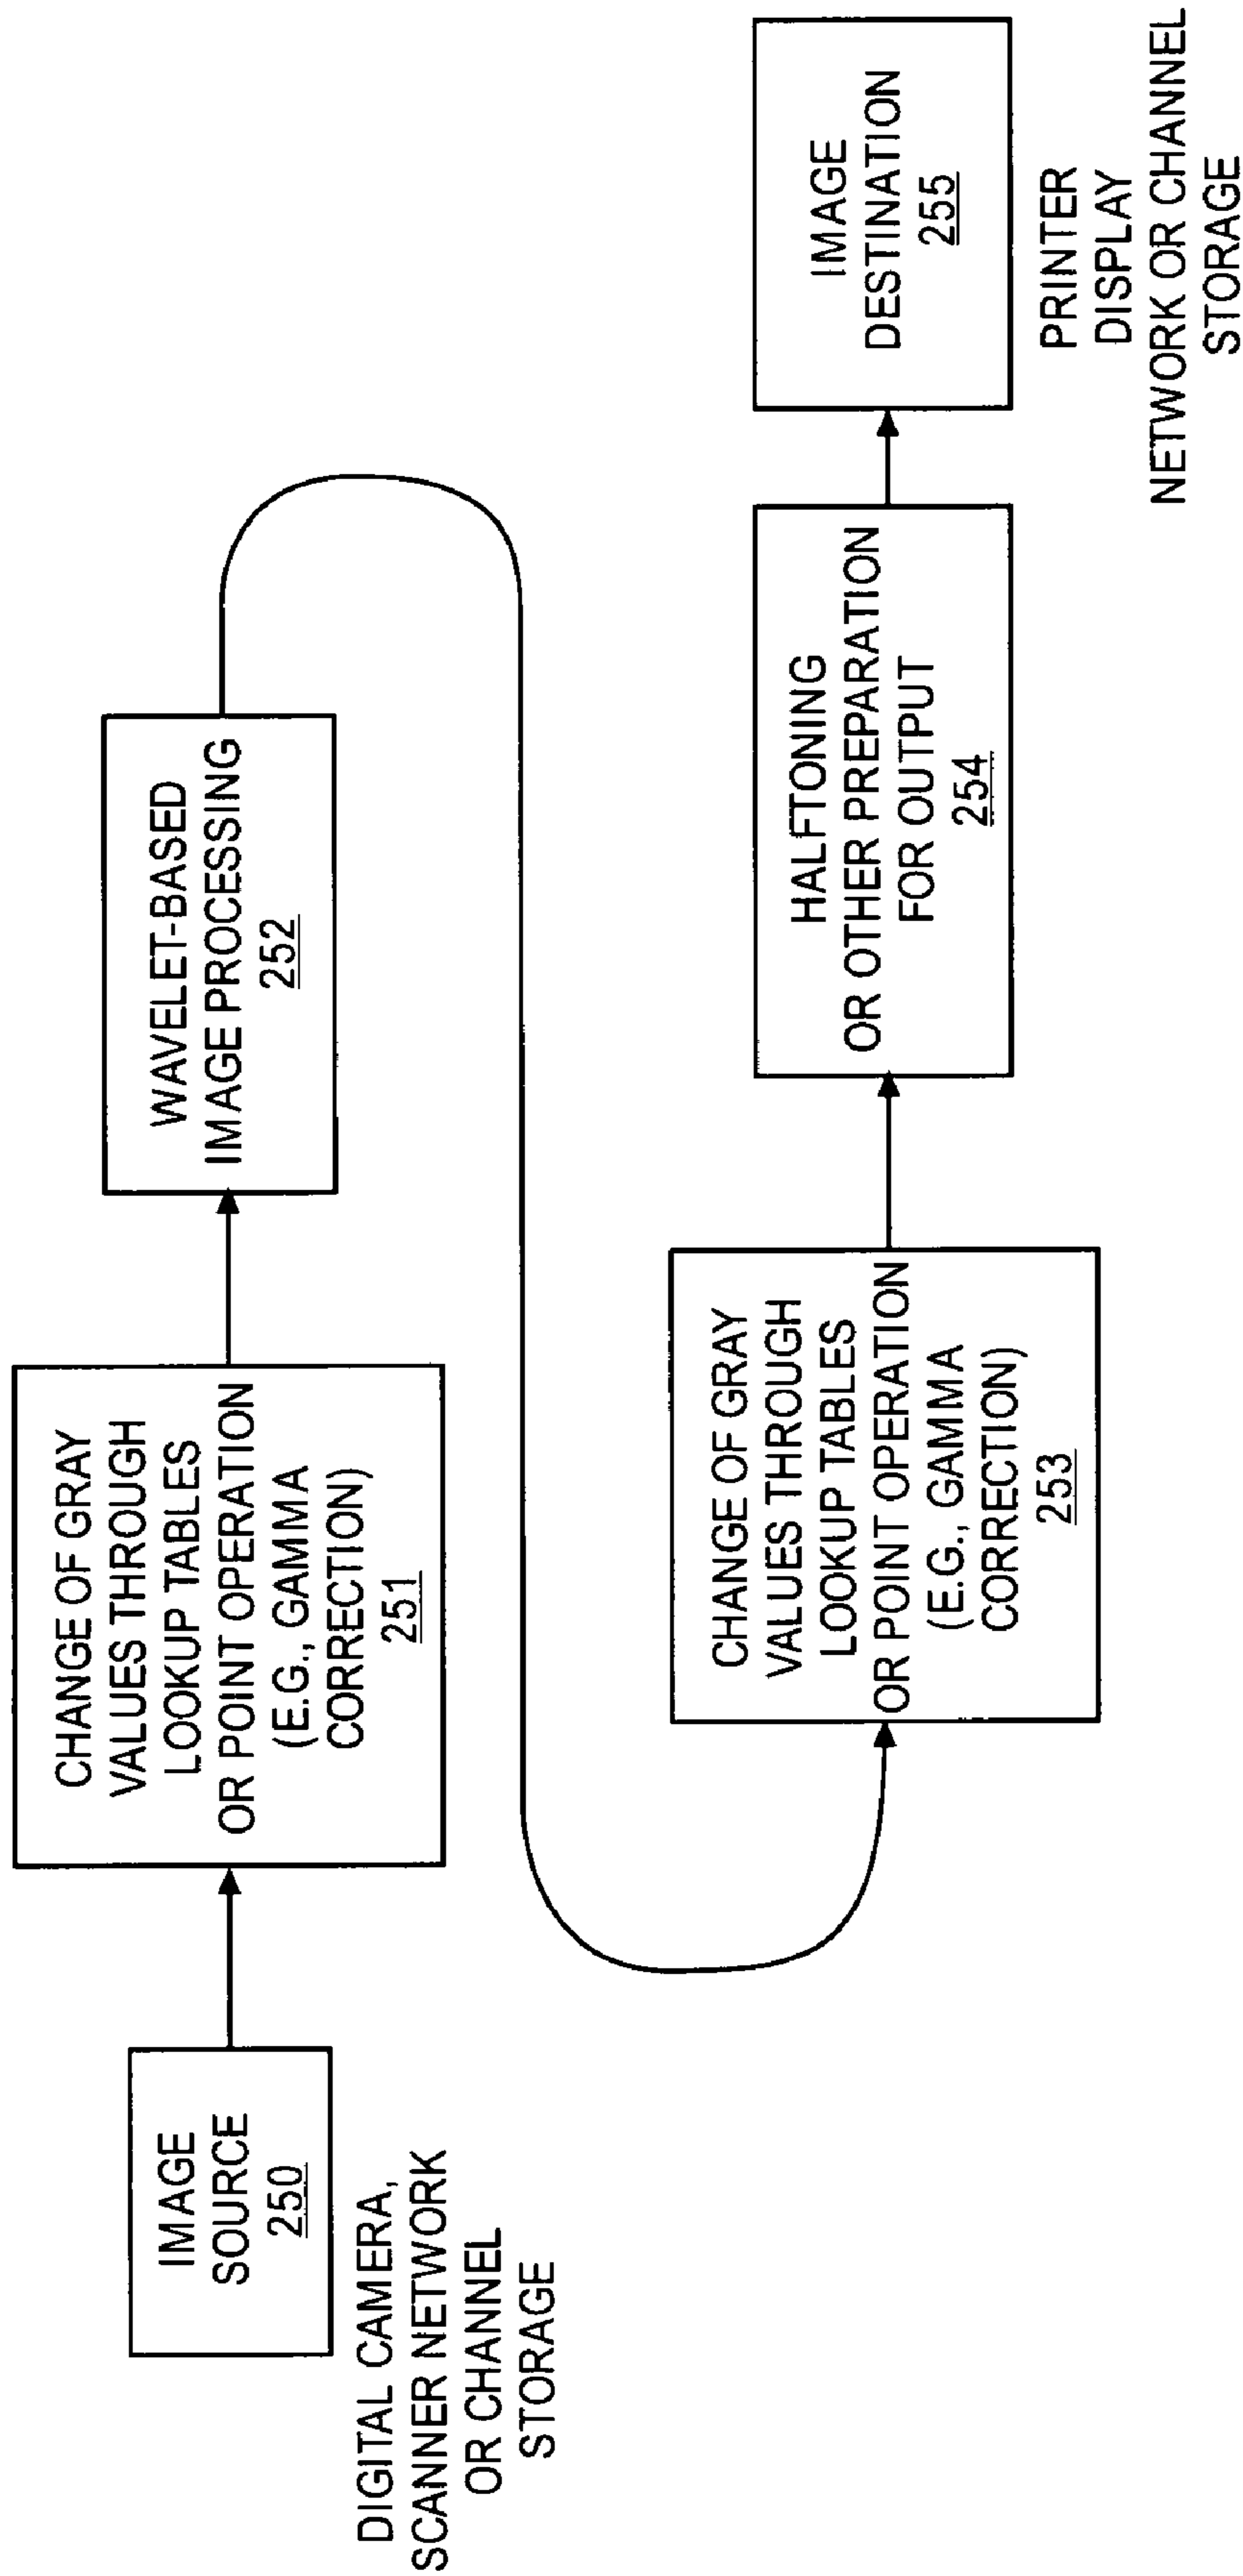 IMAGE
SOURCE
250
DIGITAL CAMERA,
SCANNER NETWORK
OR CHANNEL
STORAGE
CHANGE OF GRAY
VALUES THROUGH
LOOKUP TABLES
OR POINT OPERATION
(E.G., GAMMA
CORRECTION)
251
WAVELET-BASED
IMAGE PROCESSING
252
CHANGE OF GRAY
VALUES THROUGH
LOOKUP TABLES
OR POINT OPERATION
(E.G., GAMMA
CORRECTION)
253
HALFTONING
OR OTHER PREPARATION
FOR OUTPUT
254
IMAGE
DESTINATION
255
PRINTER
DISPLAY
NETWORK OR CHANNEL
STORAGE